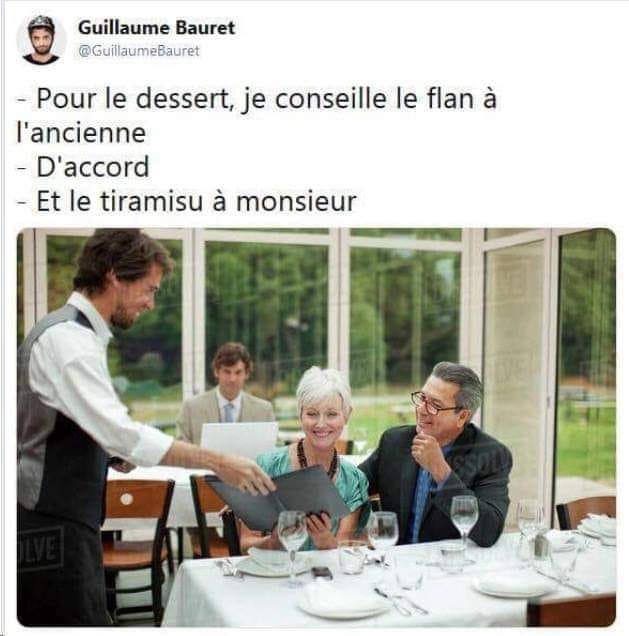 Guillaume Bauret
@GuillaumeBauret
- Pour le dessert, je conseille le flan à
l'ancienne
- D'accord
- Et le tiramisu à monsieur